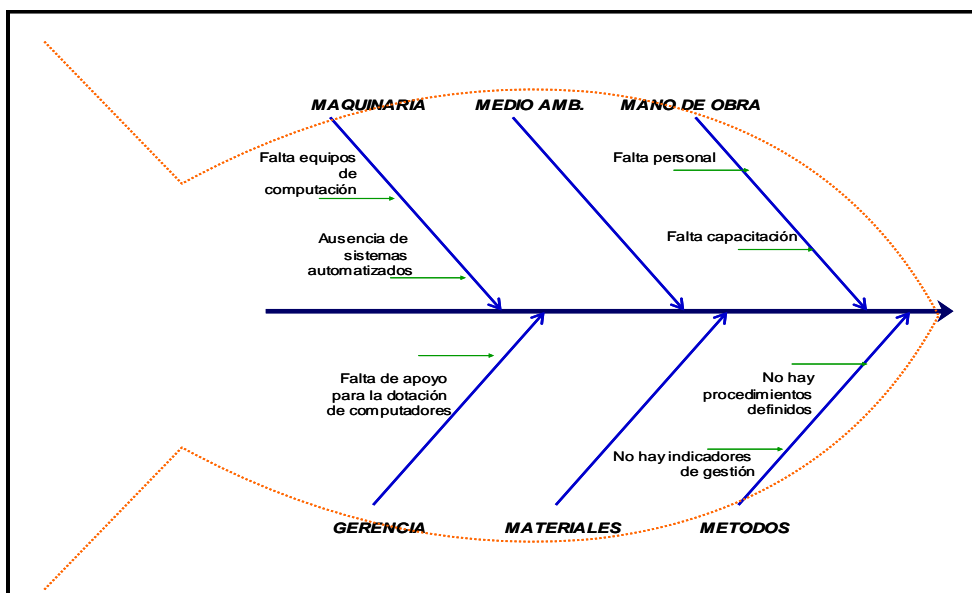 MAQUINARIA
MEDIO AMB.
MANO DE OBRA
Falta equipos
de
computación
Ausencia de
sistemas
automatizados
Falta personal
Falta capacitación
Falta de apoyo
para la dotación
de computadores
No hay
procedimientos
definidos
No hay indicadores
de gestión
GERENCIA
MATERIALES
METODOS